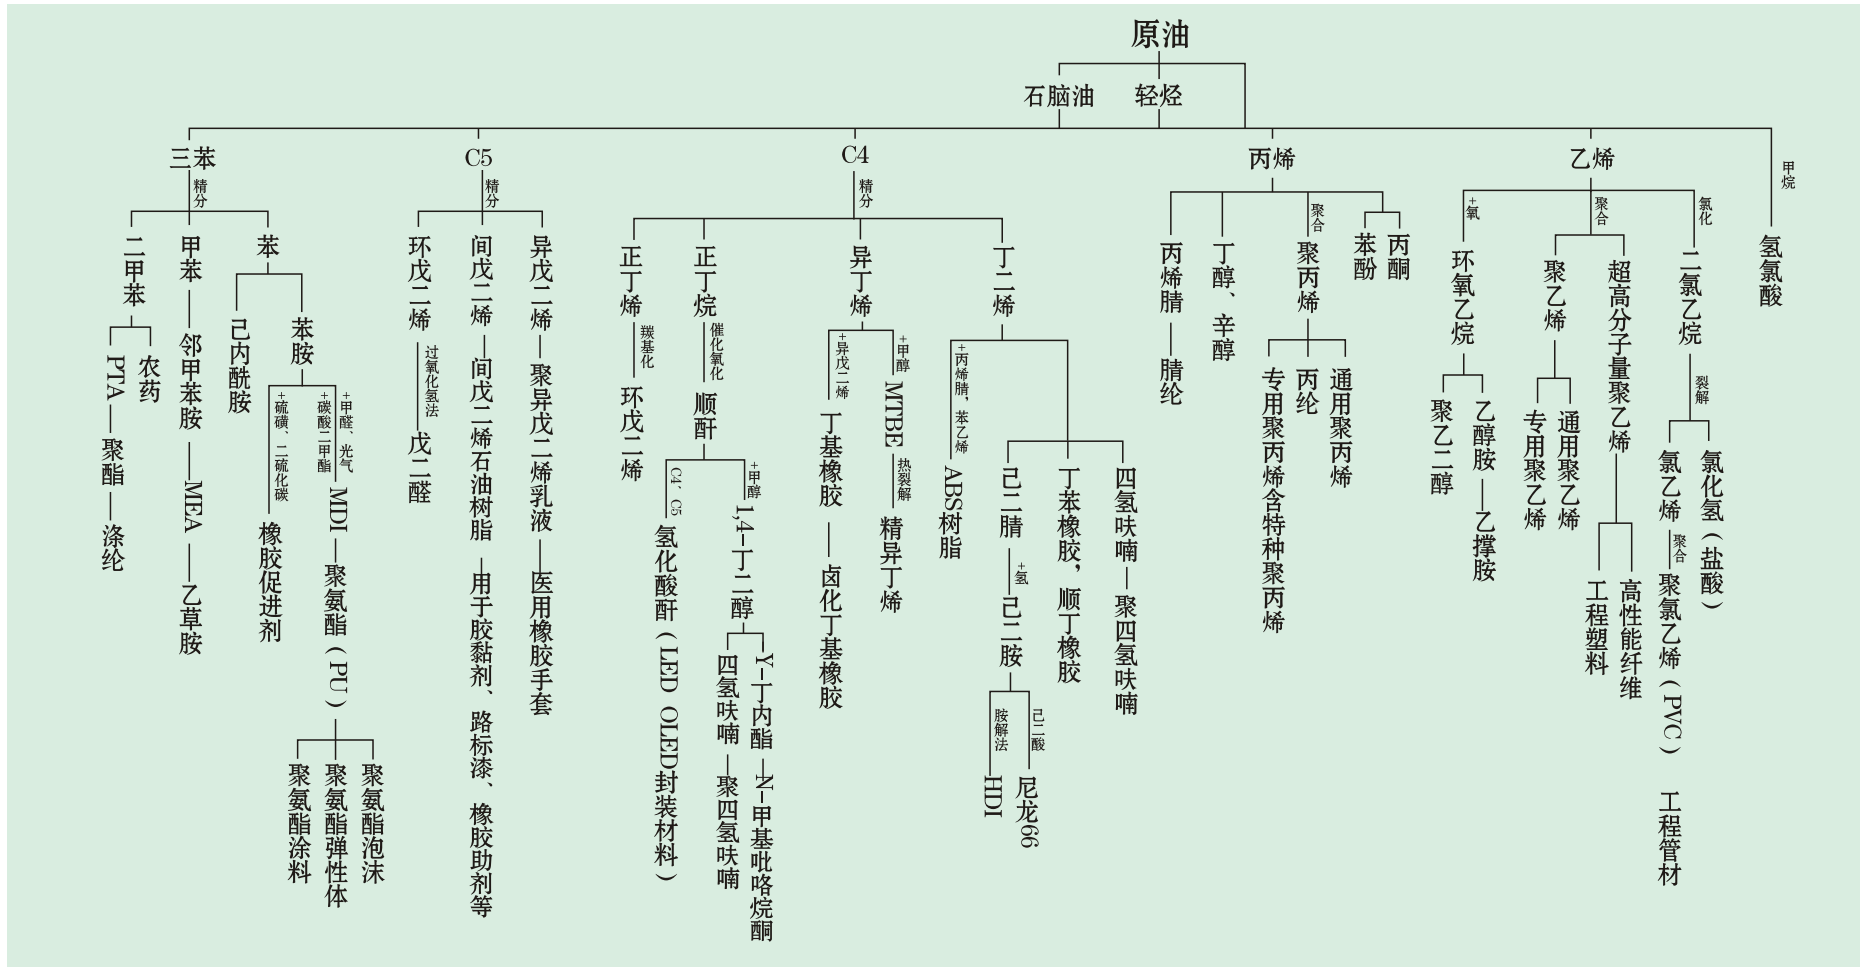 原油
石脑油
轻烃
三苯
C5
C4
丙烯
乙烯
甲烷
氢氰酸
精分
二甲苯
甲苯
苯
PTA
聚酯
涤纶
农药
邻甲苯胺
MEA
乙草胺
已内酰胺
苯胺
+硫磺、二硫化碳
橡胶促进剂
+碳酸二甲酯
+甲醛、光气
MDI
聚氨酯（PU）
聚氨酯涂料
聚氨酯弹性体
聚氨酯泡沫
精分
环戊二烯
过氧化氢法
戊二醛
间戊二烯
间戊二烯石油树脂
用于胶黏剂、路标漆、橡胶助剂等
异戊二烯
聚异戊二烯乳液
医用橡胶手套
精分
正丁烯
羰基化
环戊二烯
正丁烷
催化氧化
顺酐
C4、C5
氢化酸酐（LED OLED封装材料）
+甲醇
1,4-丁二醇
四氢呋喃
聚四氢呋喃
Y-丁内酯
N-甲基吡咯烷酮
异丁烯
+异戊二烯
丁基橡胶
卤化丁基橡胶
+甲醇
MTBE
热裂解
精异丁烯
丁二烯
+丙烯腈，苯乙烯
ABS树脂
己二腈
+氢
己二胺
胺解法
HDI
己二酸
尼龙66
丁苯橡胶，顺丁橡胶
四氢呋喃
聚四氢呋喃
丙烯腈
腈纶
丁醇、辛醇
聚合
聚丙烯
专用聚丙烯含特种聚丙烯
丙纶
通用聚丙烯
苯酚
丙酮
+氧
环氧乙烷
聚乙二醇
乙醇胺
乙撑胺
聚合
聚乙烯
专用聚乙烯
通用聚乙烯
超高分子量聚乙烯
工程塑料
高性能纤维
氯化
二氯乙烷
裂解
氯乙烯
聚合
聚氯乙烯（PVC）
工程管材
氯化氢（盐酸）